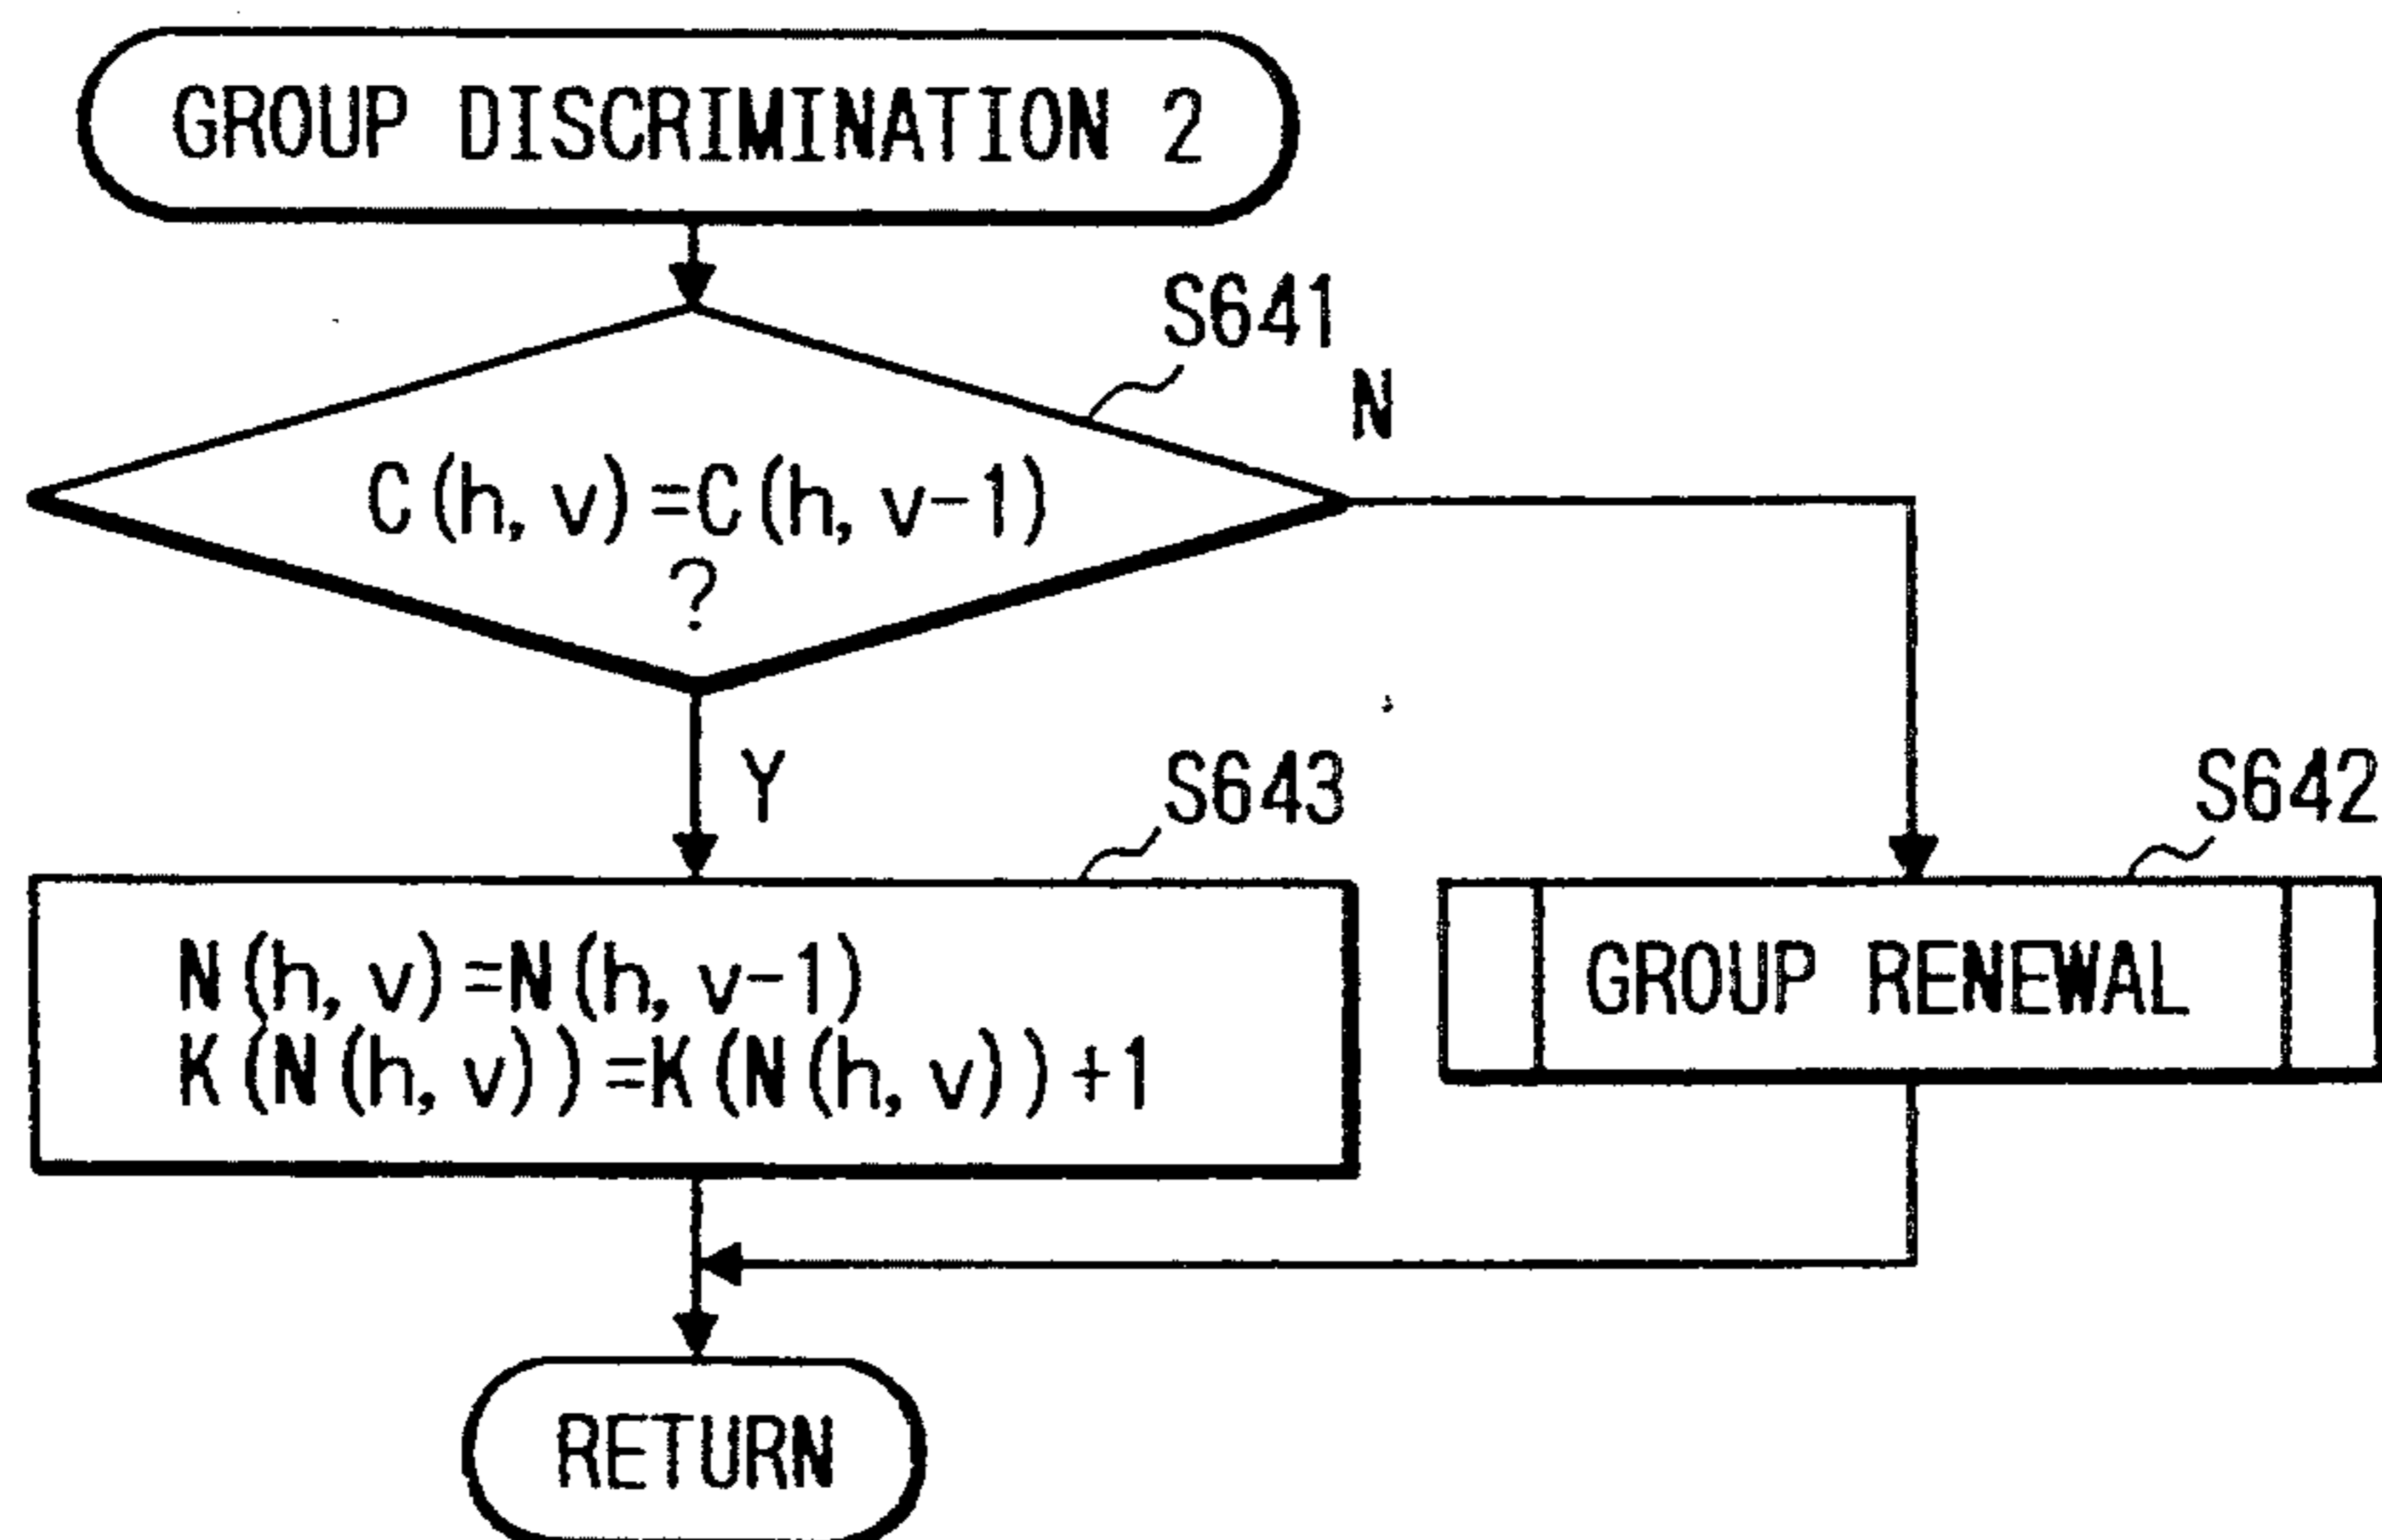 GROUP DISCRIMINATION 2
S641
N
C(h, v)=C(h, v-1)
?
Y
S643
S642
N(h, v)=N(h, v-1)
K(N(h, v))=K(N(h, v))+1
GROUP RENEWAL
RETURN